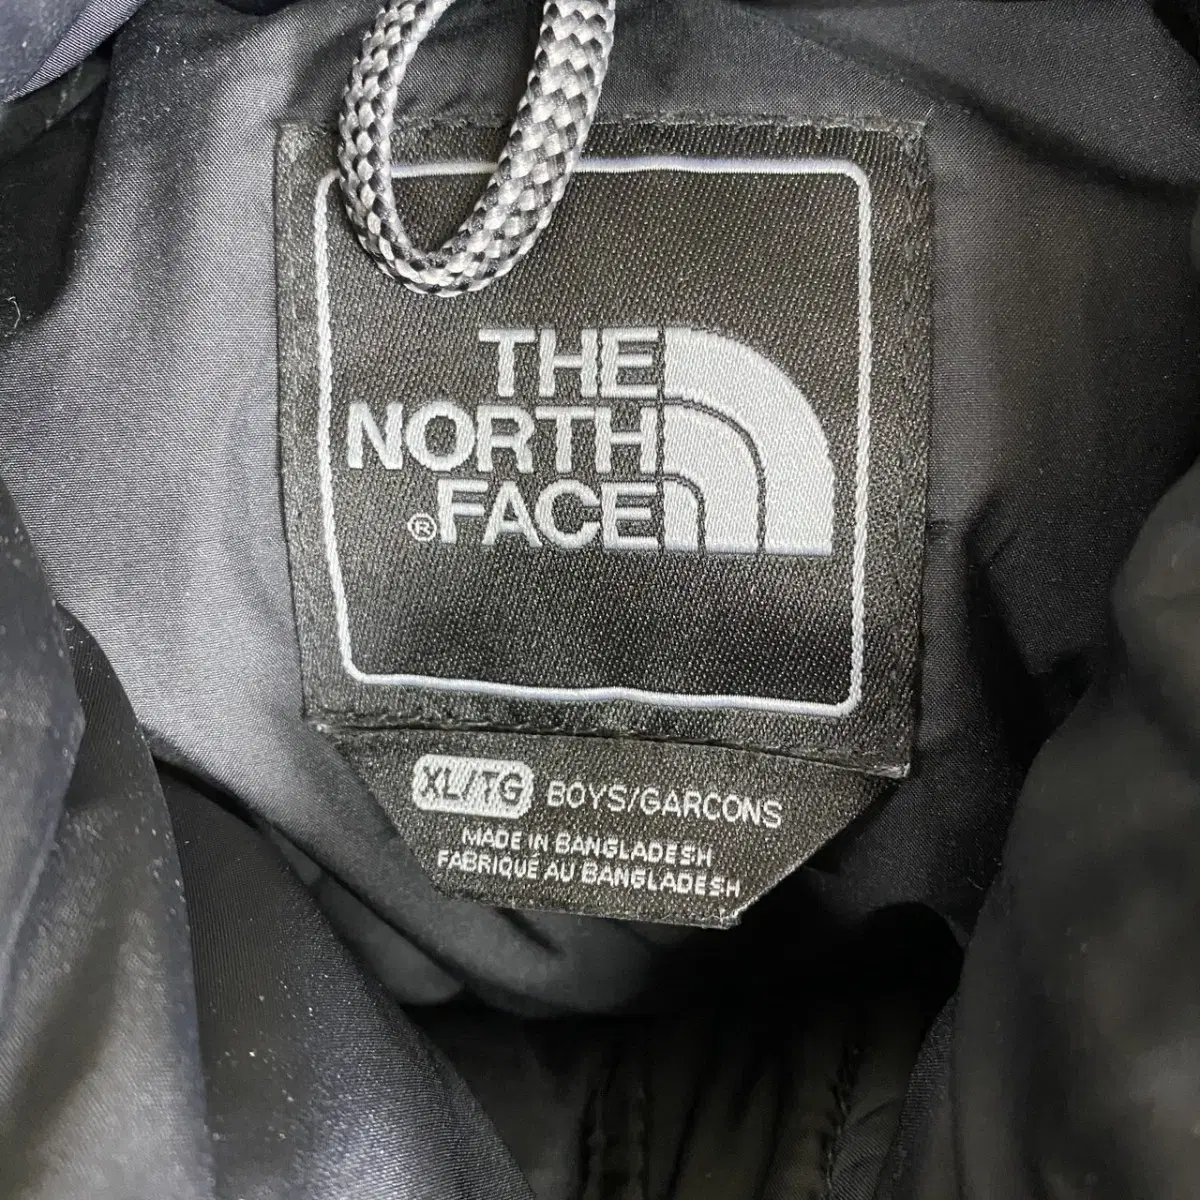 THE
NORTH
®FACE
XL/TG BOYS/GARCONS
MADE IN BANGLADESH
FABRIQUÉ AU BANGLADESH